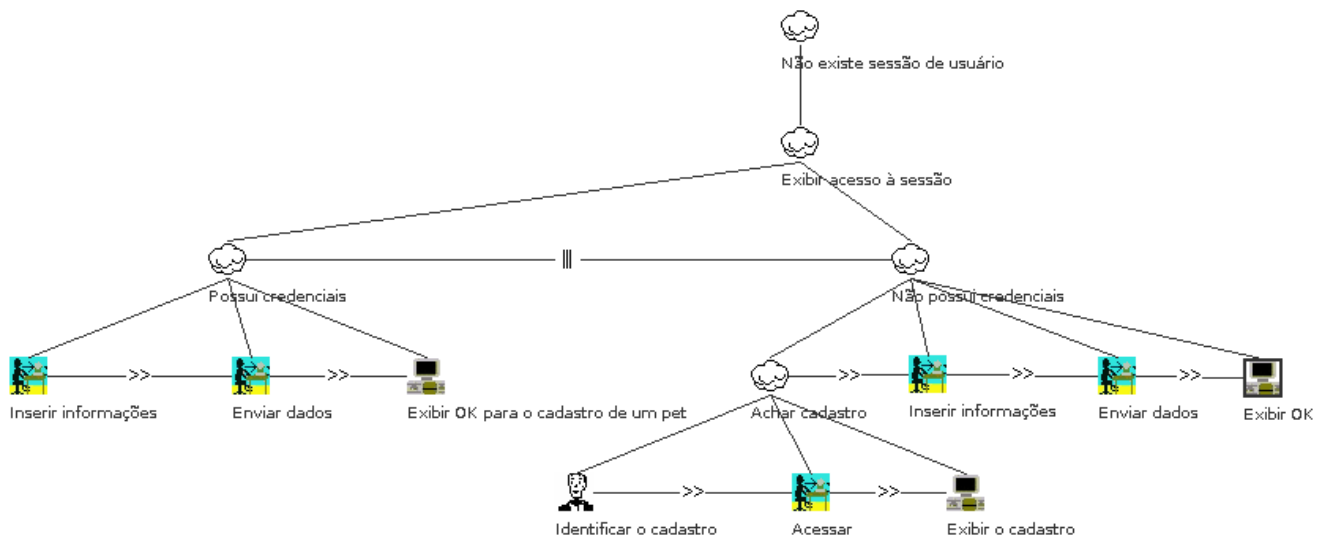 Não existe sessão de usuário
Exibir acesso à sessão
|||
Possui credenciais
Não possui credenciais
>>
>>
>>
>>
>>
Inserir informações
Enviar dados
Exibir OK para o cadastro de um pet
Achar cadastro
Inserir informações
Enviar dados
Exibir OK
>>
>>
Identificar o cadastro
Acessar
Exibir o cadastro